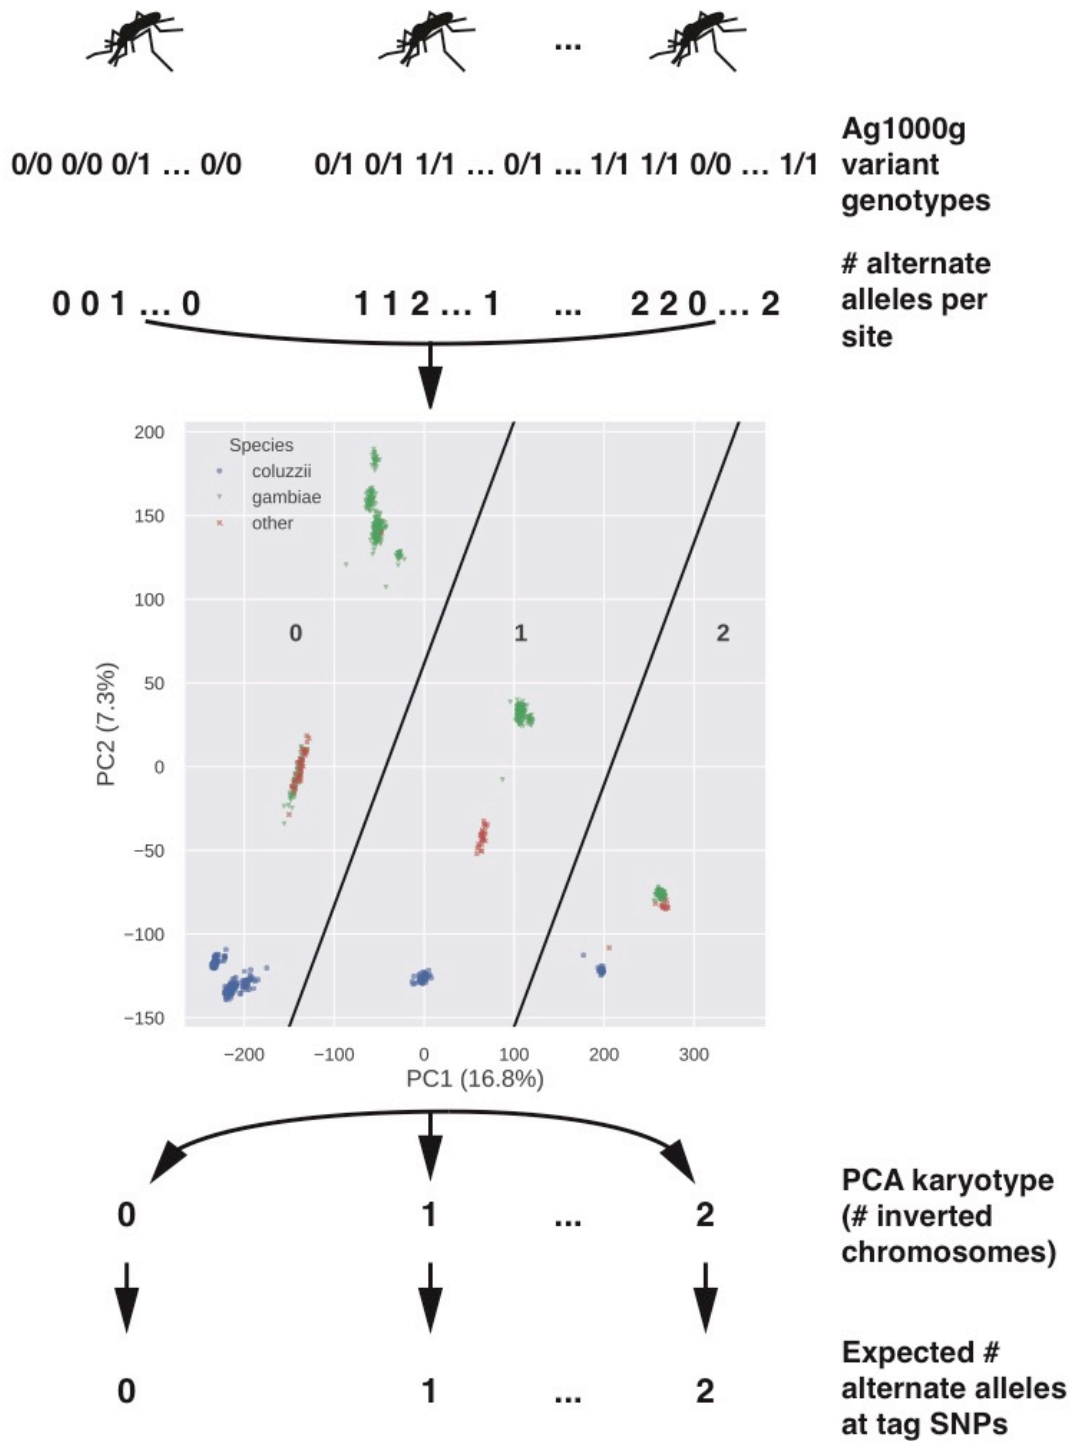 ...
Ag1000g
variant
genotypes
0/0 0/0 0/1 ... 0/0 0/1 0/1 1/1 ... 0/1 ... 1/1 1/1 0/0 ... 1/1
# alternate
alleles per
site
0 0 1 ... 0 1 1 2 ... 1 ... 2 2 0 ... 2
Species
coluzzii
gambiae
other
200
150
100
50
0
−50
−100
−150
PC2 (7.3%)
0 1 2
−200 −100 0 100 200 300
PC1 (16.8%)
PCA karyotype
(# inverted
chromosomes)
0 1 ... 2
Expected #
alternate alleles
at tag SNPs
0 1 ... 2